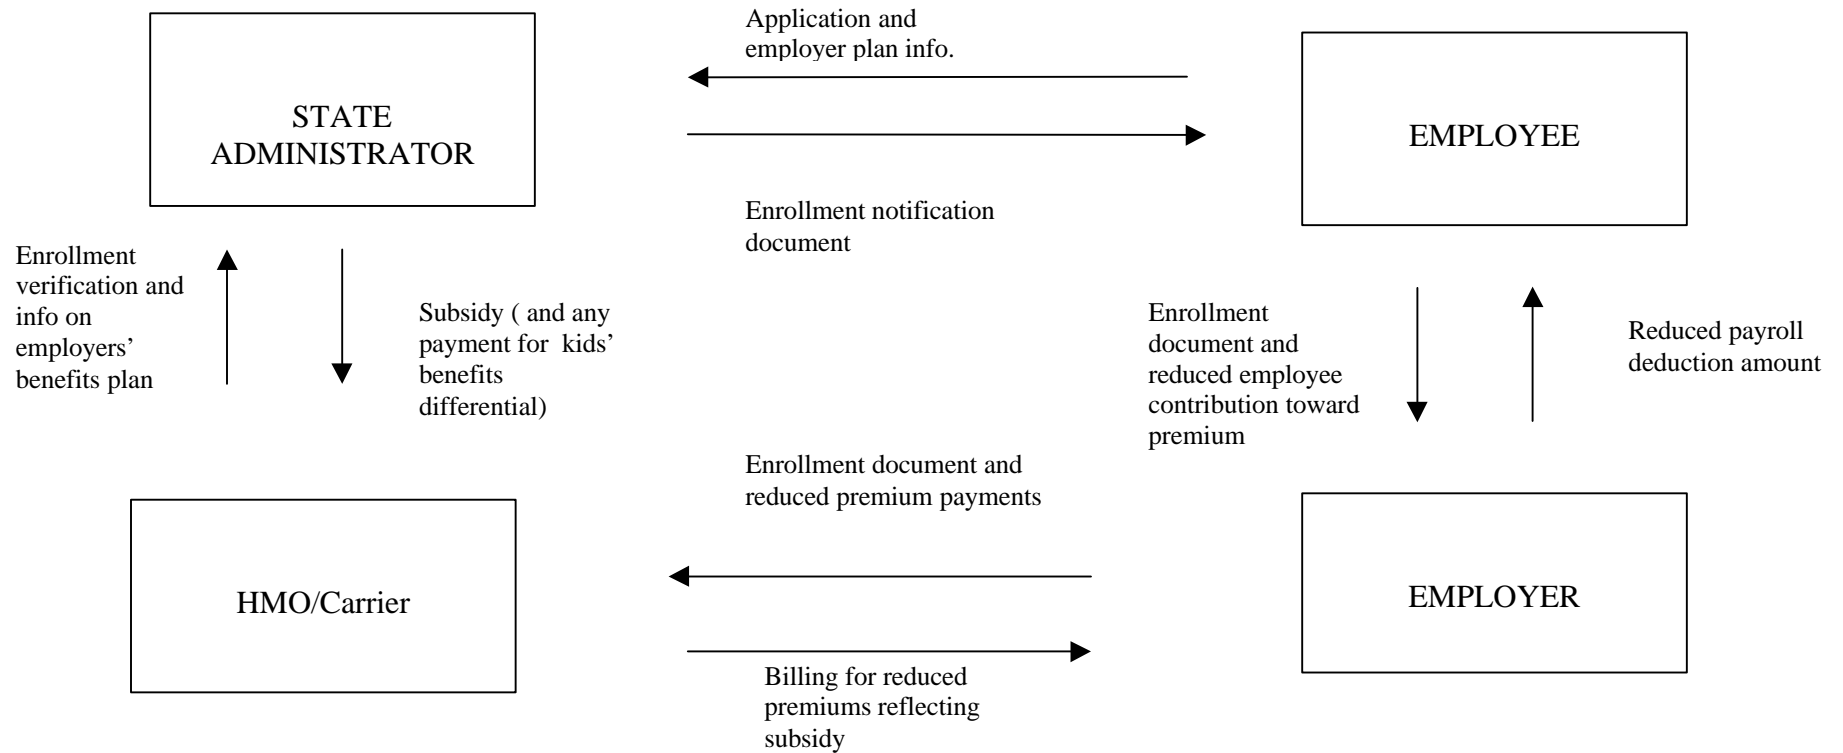 Application and
employer plan info.
STATE
ADMINISTRATOR
EMPLOYEE
Enrollment notification
document
Enrollment
verification and
info on
employers’
benefits plan
Subsidy ( and any
payment for kids’
benefits
differential)
Enrollment
document and
reduced employee
contribution toward
premium
Reduced payroll
deduction amount
Enrollment document and
reduced premium payments
HMO/Carrier
EMPLOYER
Billing for reduced
premiums reflecting
subsidy